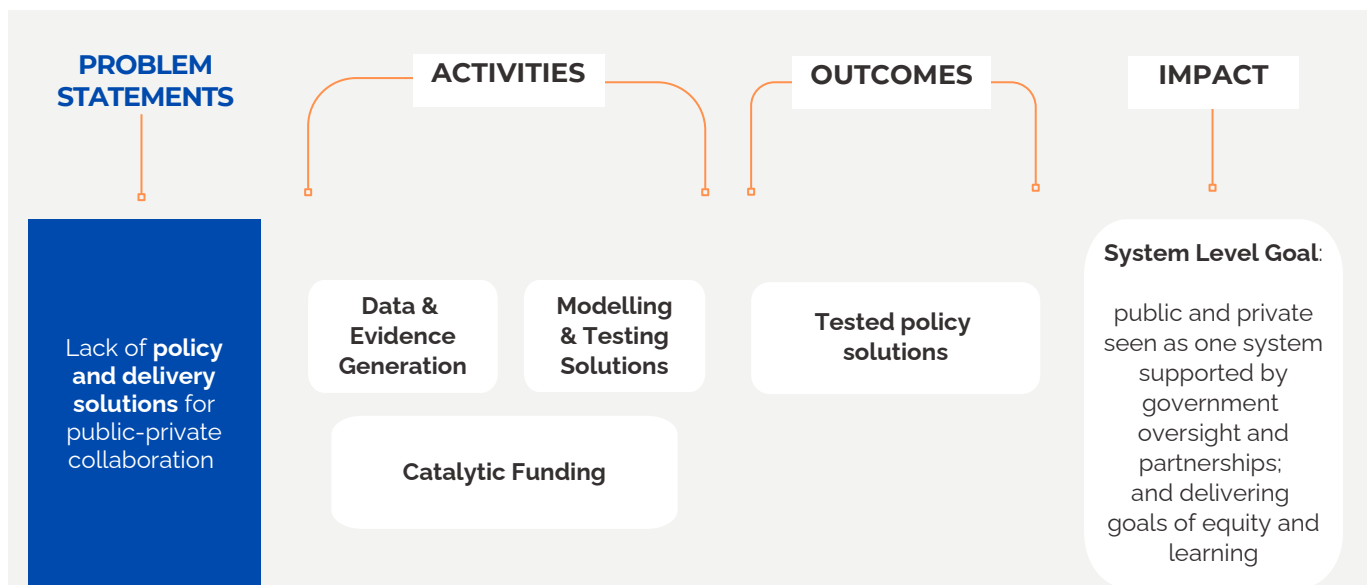 PROBLEM
STATEMENTS
ACTIVITIES
OUTCOMES
IMPACT
Lack of policy
and delivery
solutions for
public-private
collaboration
Data &
Evidence
Generation
Modelling
& Testing
Solutions
Catalytic Funding
Tested policy
solutions
System Level Goal:
public and private
seen as one system
supported by
government
oversight and
partnerships;
and delivering
goals of equity and
learning